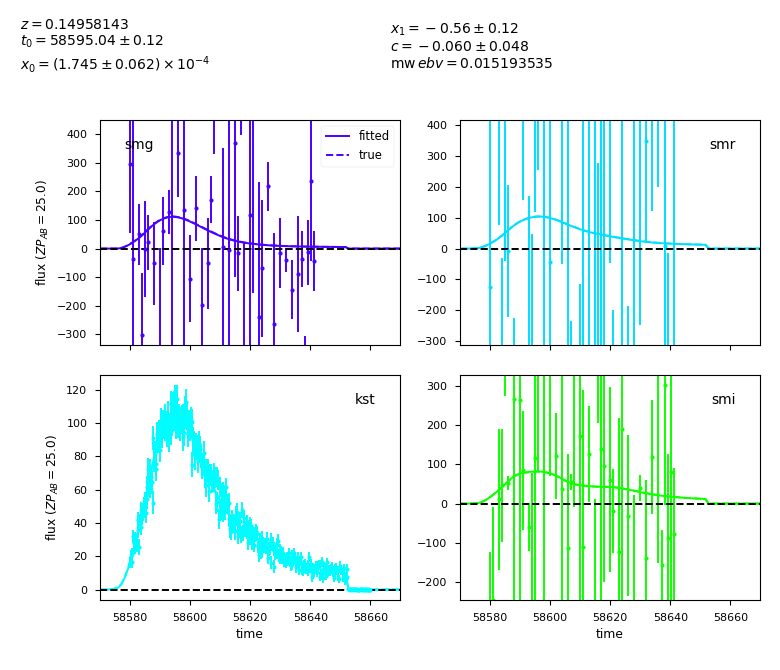 z = 0.14958143
t₀ = 58595.04 ± 0.12
x₀ = (1.745 ± 0.062) × 10⁻⁴
x₁ = −0.56 ± 0.12
c = −0.060 ± 0.048
mw ebv = 0.015193535
smg
fitted
true
400
300
200
100
0
−100
−200
−300
flux (ZP_AB = 25.0)
smr
400
300
200
100
0
−100
−200
−300
kst
120
100
80
60
40
20
0
flux (ZP_AB = 25.0)
58580 58600 58620 58640 58660
time
smi
300
200
100
0
−100
−200
58580 58600 58620 58640 58660
time